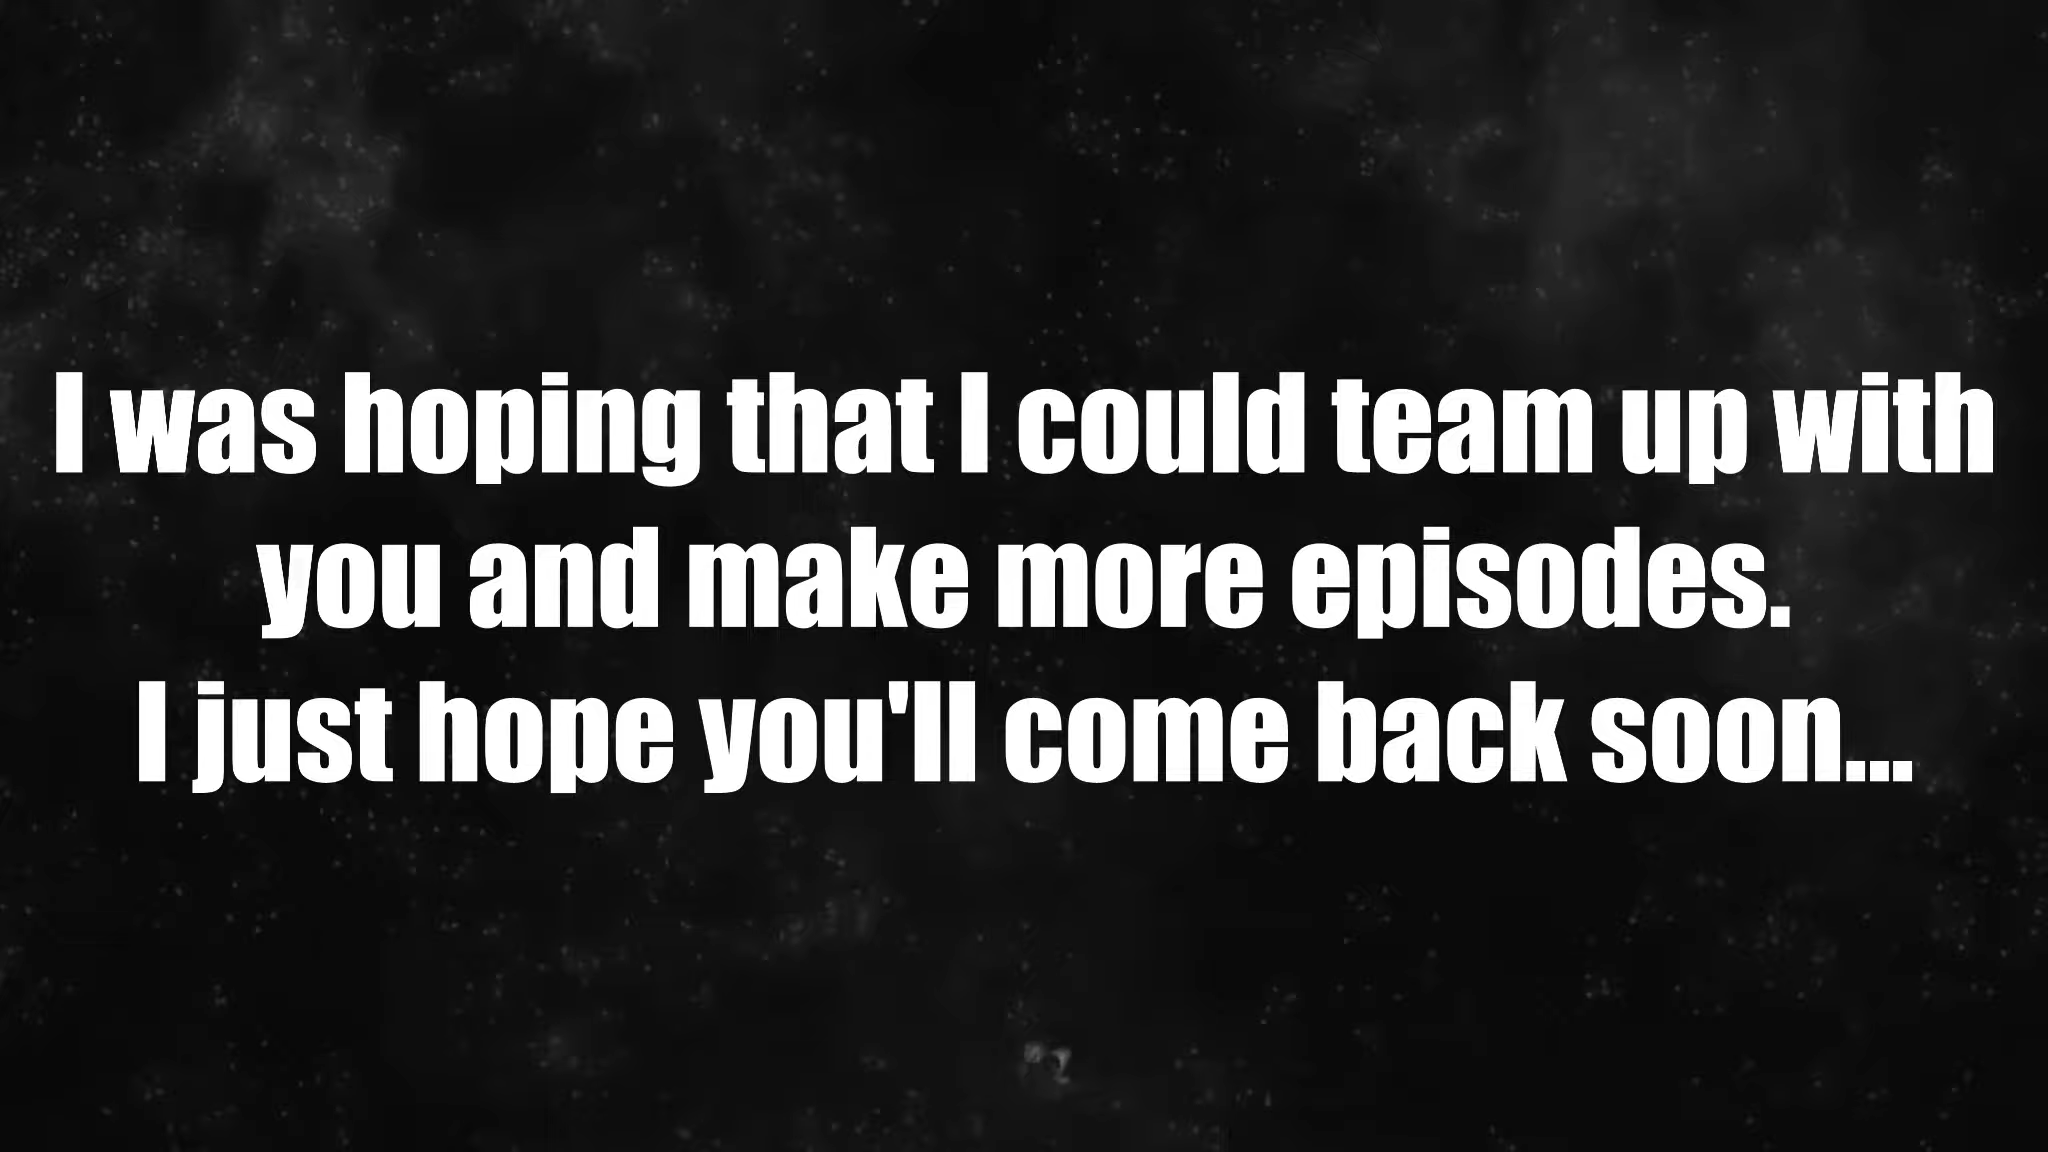 I was hoping that I could team up with
you and make more episodes.
I just hope you'll come back soon...